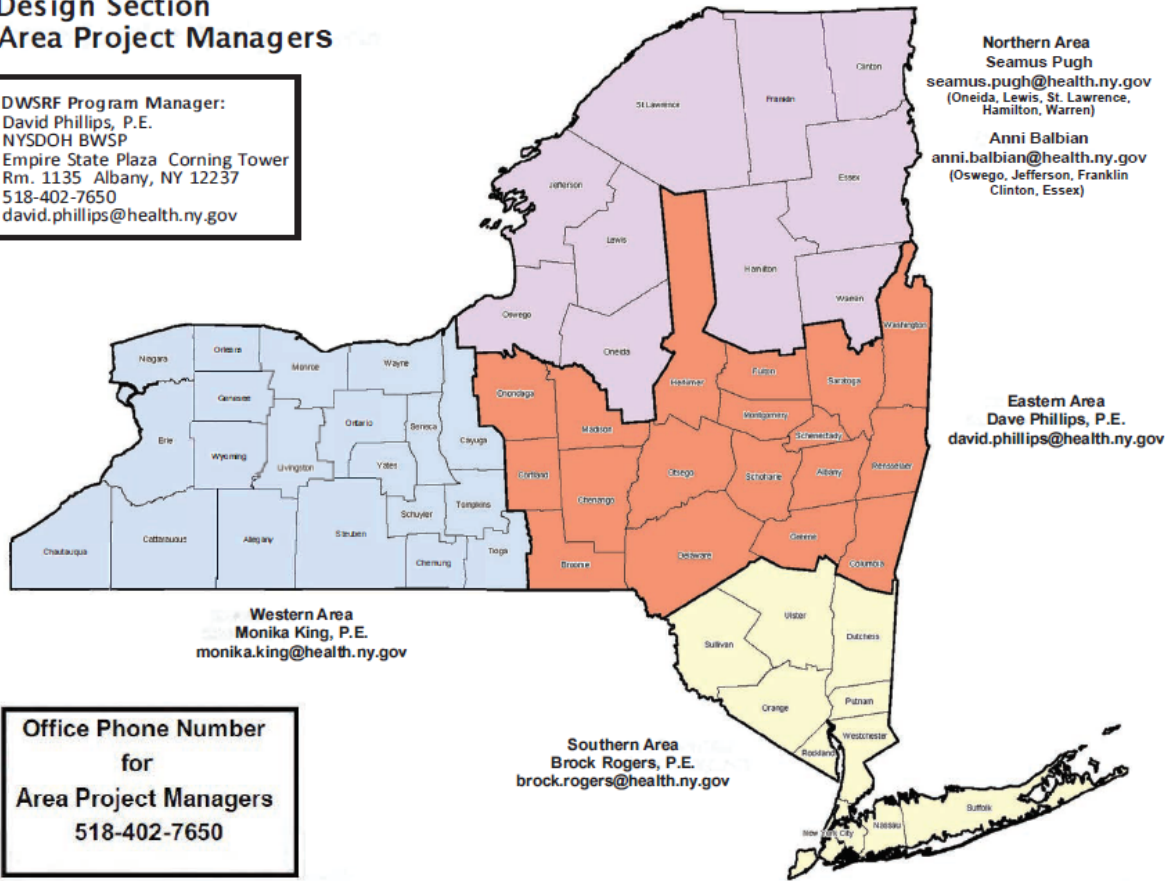 Design Section
Area Project Managers
DWSRF Program Manager:
David Phillips, P.E.
NYSDOH BWSP
Empire State Plaza Corning Tower
Rm. 1135 Albany, NY 12237
518-402-7650
david.phillips@health.ny.gov
Northern Area
Seamus Pugh
seamus.pugh@health.ny.gov
(Oneida, Lewis, St. Lawrence,
Hamilton, Warren)
Anni Balbian
anni.balbian@health.ny.gov
(Oswego, Jefferson, Franklin
Clinton, Essex)
Clinton
Franklin
St Lawrence
Essex
Jefferson
Lewis
Hamilton
Warren
Oswego
Oneida
Washington
Herkimer
Fulton
Saratoga
Montgomery
Schenectady
Onondaga
Madison
Otsego
Schoharie
Albany
Rensselaer
Cortland
Chenango
Greene
Columbia
Delaware
Broome
Eastern Area
Dave Phillips, P.E.
david.phillips@health.ny.gov
Niagara
Orleans
Monroe
Wayne
Genesee
Ontario
Seneca
Cayuga
Erie
Wyoming
Livingston
Yates
Schuyler
Tompkins
Chautauqua
Cattaraugus
Allegany
Steuben
Chemung
Tioga
Western Area
Monika King, P.E.
monika.king@health.ny.gov
Ulster
Sullivan
Dutchess
Orange
Putnam
Westchester
Rockland
New York City
Nassau
Suffolk
Southern Area
Brock Rogers, P.E.
brock.rogers@health.ny.gov
Office Phone Number
for
Area Project Managers
518-402-7650